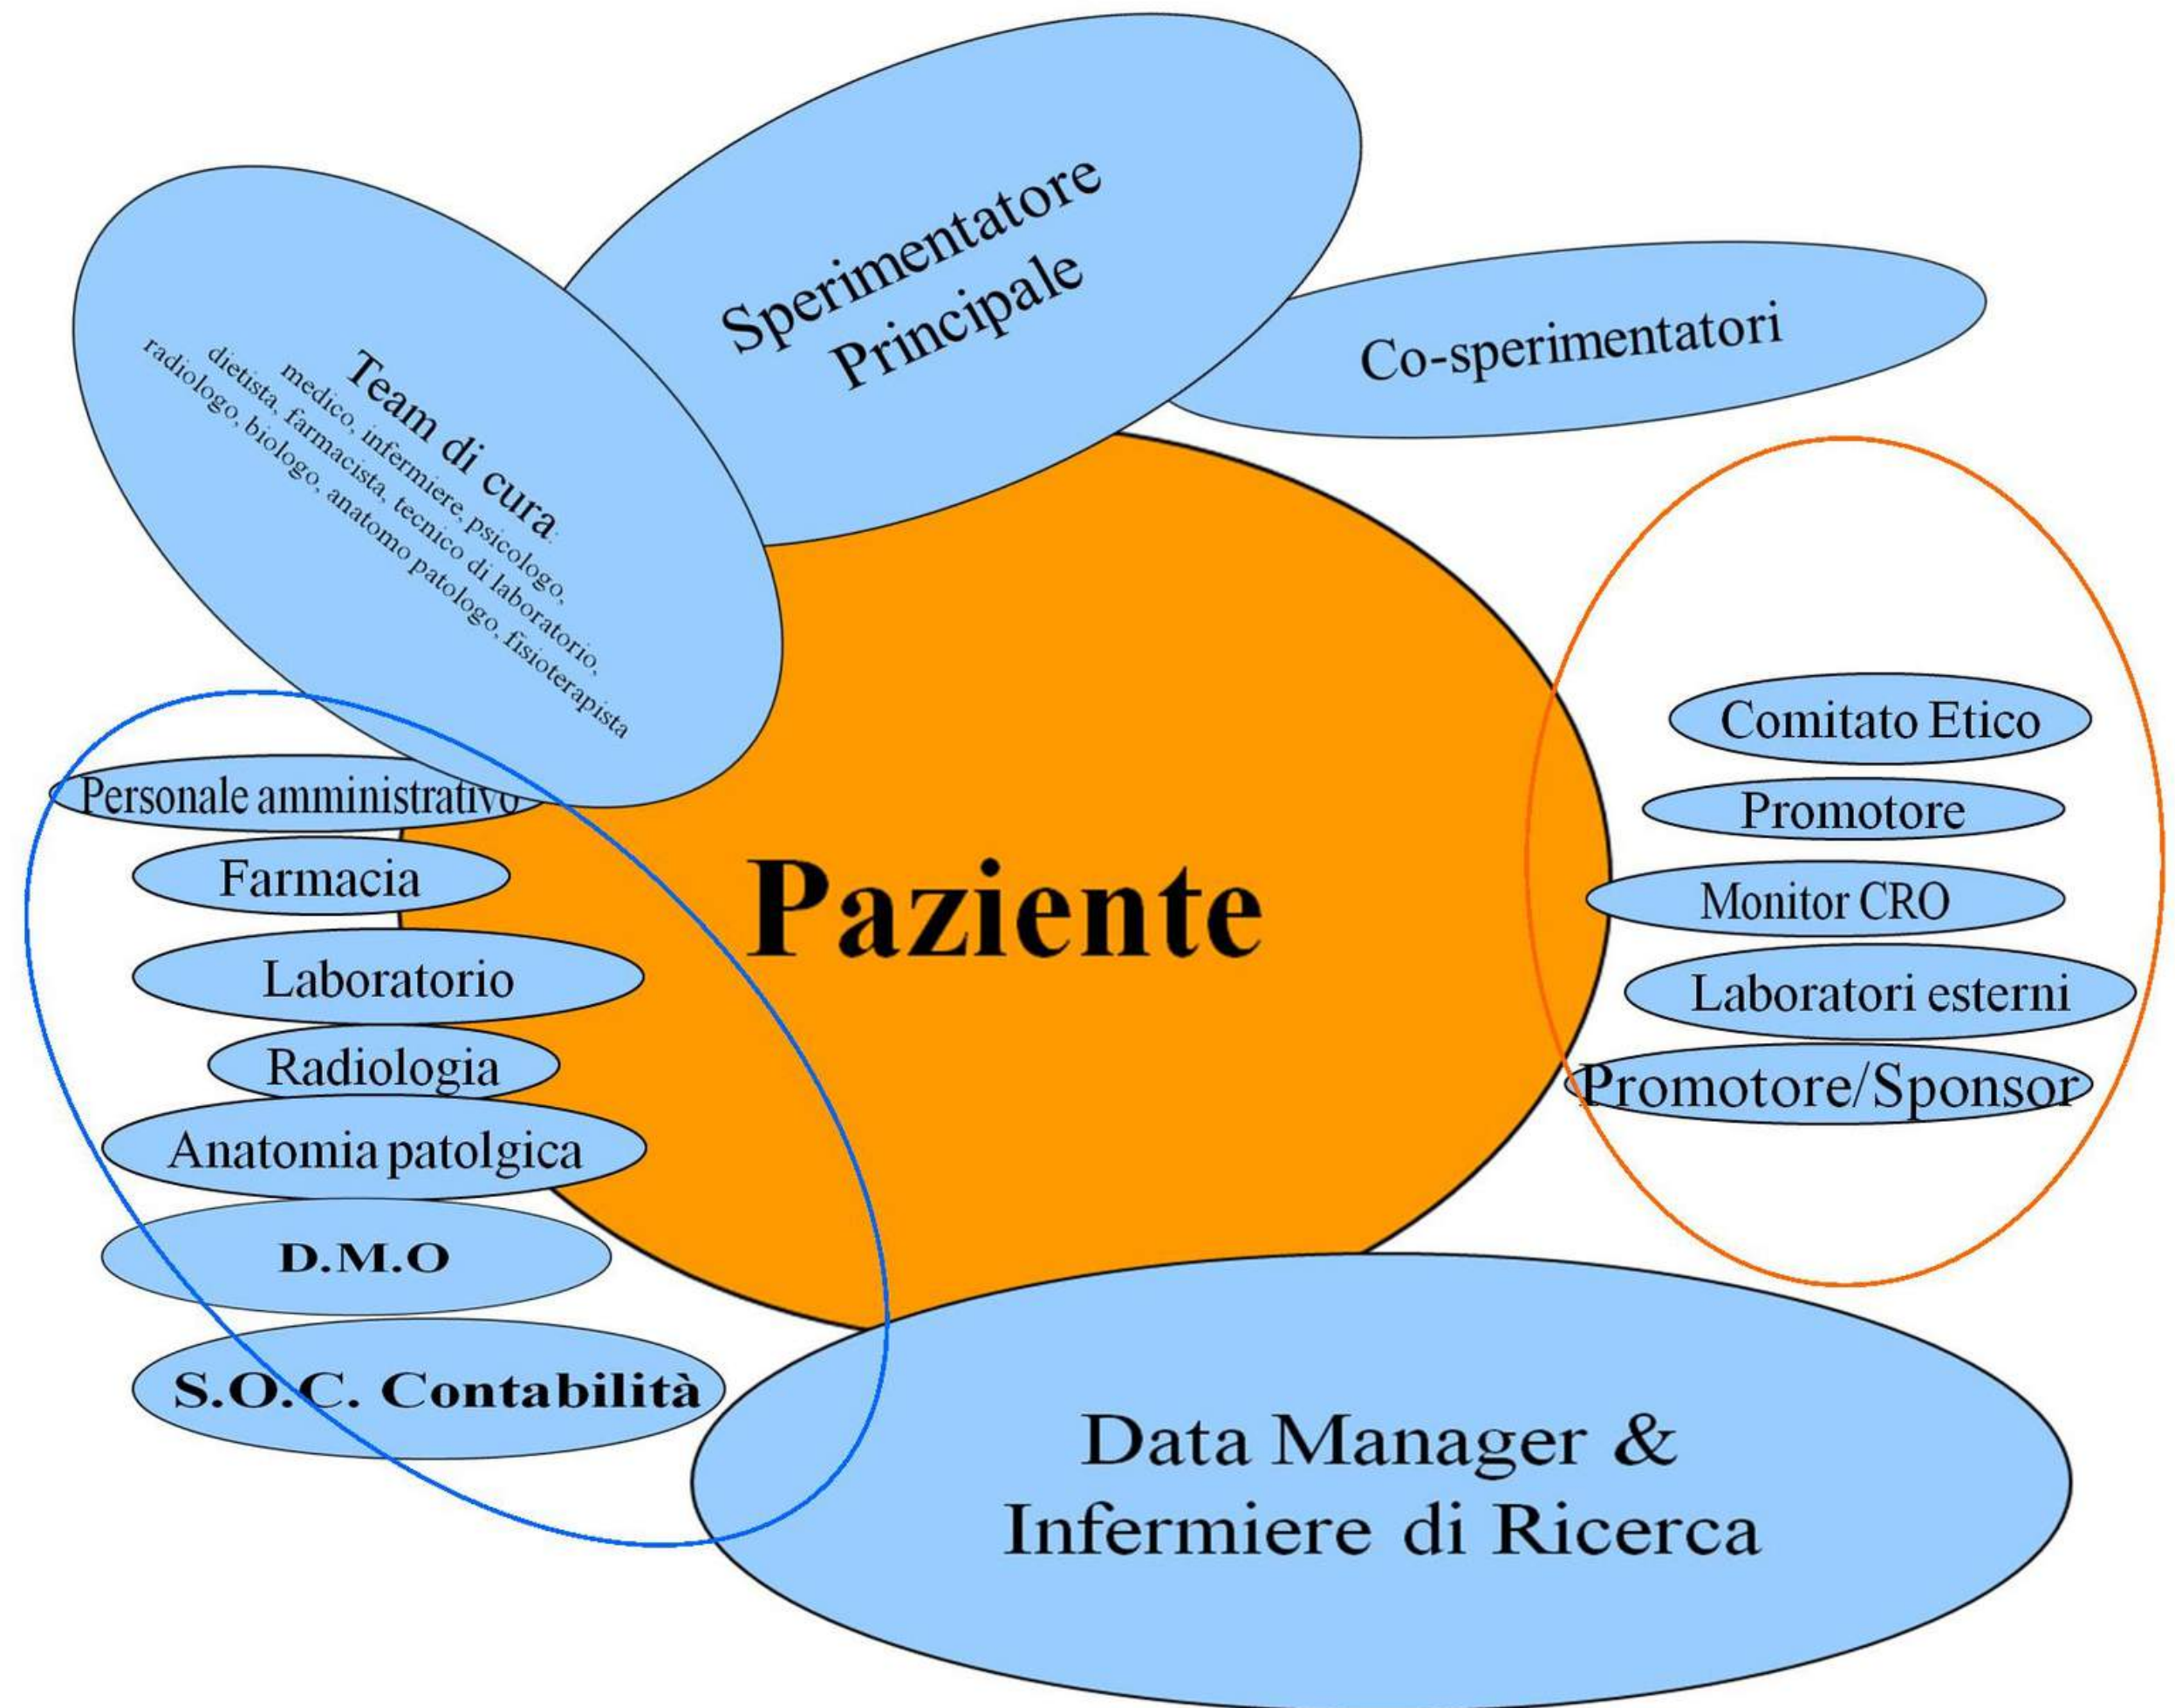 Sperimentatore
Principale
Co-sperimentatori
Team di cura:
medico, infermiere, psicologo,
dietista, farmacista, tecnico di laboratorio,
radiologo, biologo, anatomo patologo, fisioterapista
Personale amministrativo
Farmacia
Laboratorio
Radiologia
Anatomia patolgica
D.M.O
S.O.C. Contabilità
Paziente
Comitato Etico
Promotore
Monitor CRO
Laboratori esterni
Promotore/Sponsor
Data Manager &
Infermiere di Ricerca